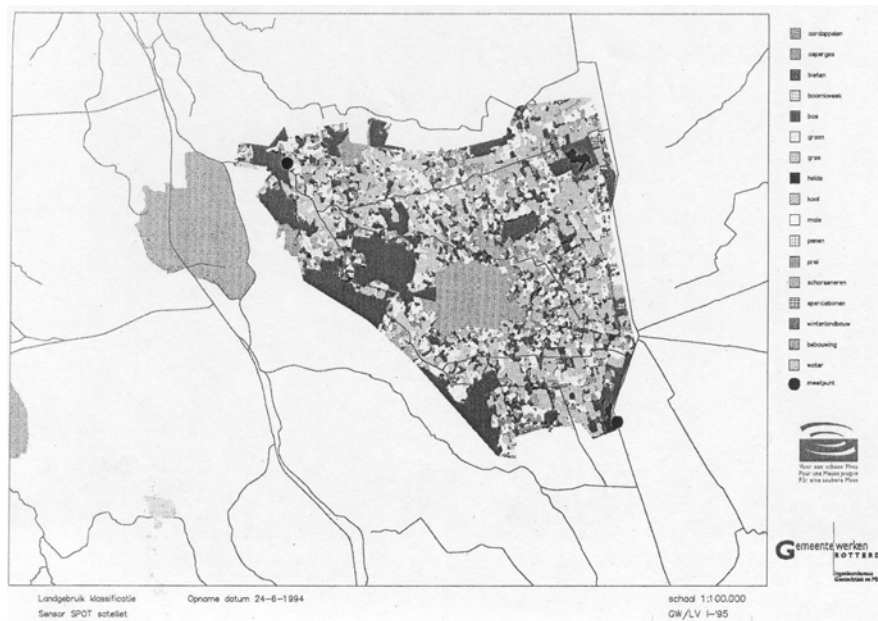 aardappelen
asperges
bieten
boomkweek
bos
graan
gras
heide
kool
mais
peen
prei
schorseneren
sperciebonen
winterlandbouw
bebouwing
water
meetpunt
Voor een schone Maas
Pour une Meuse propre
Für eine saubere Maas
Gemeentewerken
ROTTERD
Landgebruik klassificatie
Opname datum 24-6-1994
schaal 1:100.000
Sensor SPOT satelliet
GW/LV I-'95